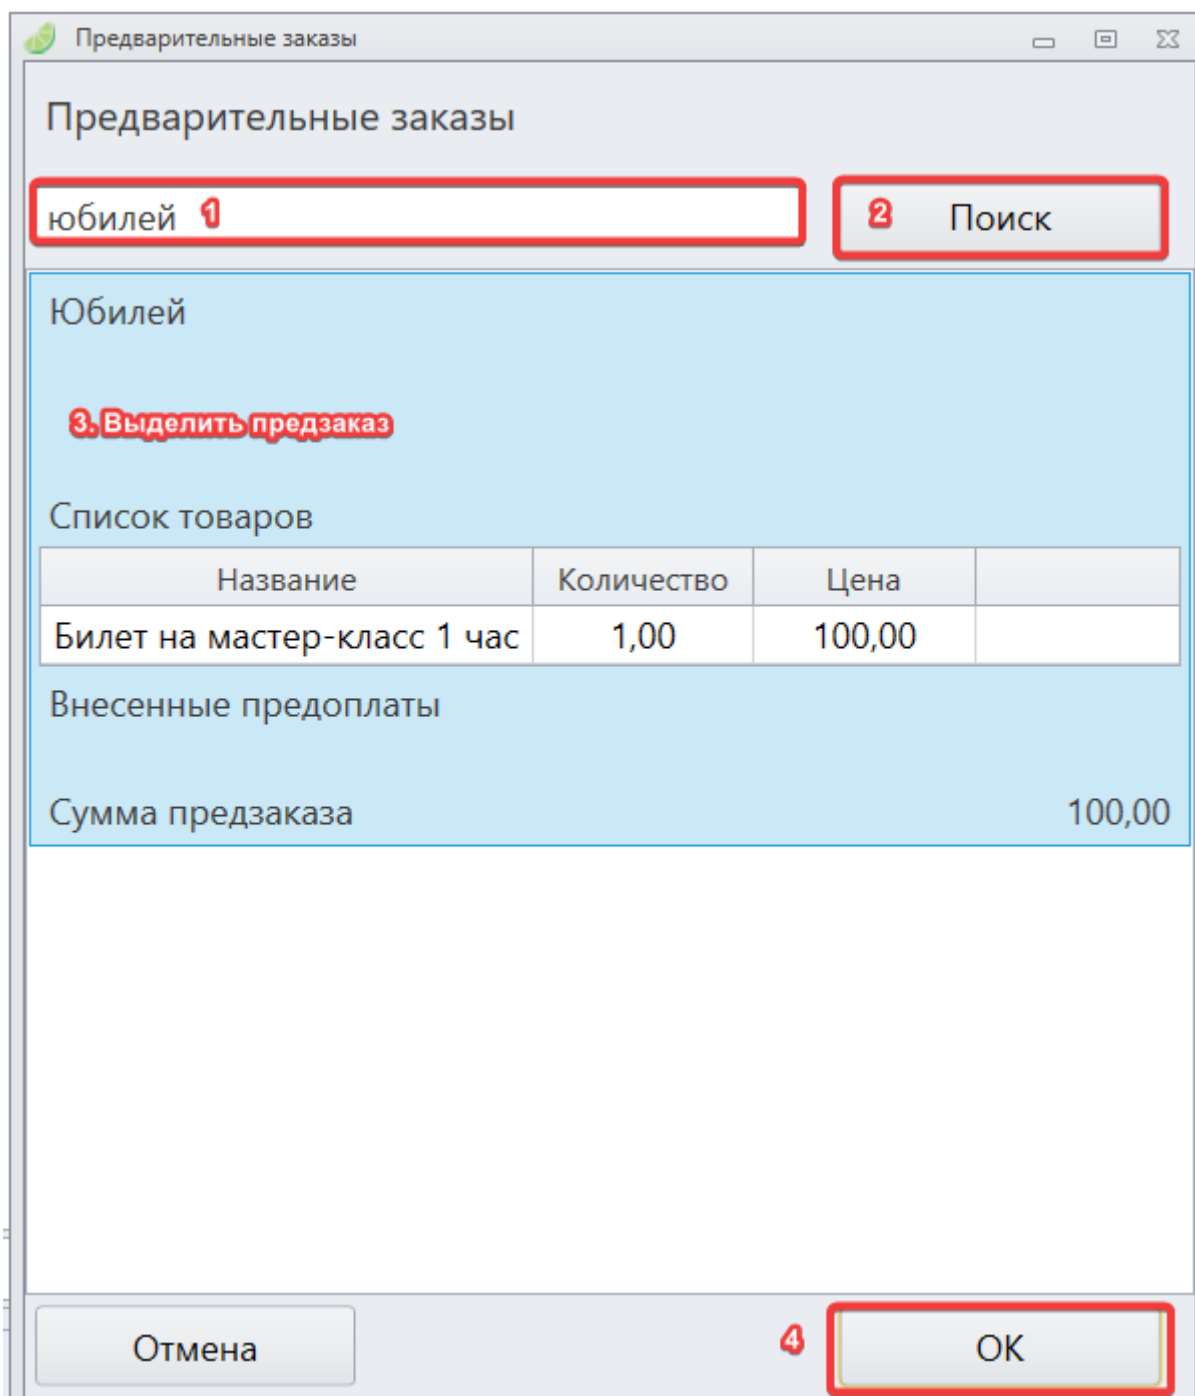 Предварительные заказы
Предварительные заказы
юбилей 1
2 Поиск
Юбилей
3. Выделить предзаказ
Список товаров
Название Количество Цена
Билет на мастер-класс 1 час 1,00 100,00
Внесенные предоплаты
Сумма предзаказа 100,00
Отмена 4 ОК